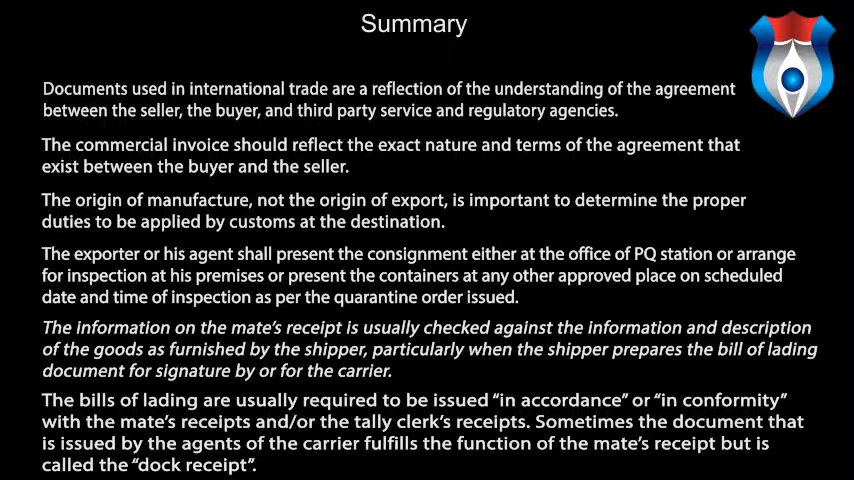 Summary
Documents used in international trade are a reflection of the understanding of the agreement
between the seller, the buyer, and third party service and regulatory agencies.
The commercial invoice should reflect the exact nature and terms of the agreement that
exist between the buyer and the seller.
The origin of manufacture, not the origin of export, is important to determine the proper
duties to be applied by customs at the destination.
The exporter or his agent shall present the consignment either at the office of PQ station or arrange
for inspection at his premises or present the containers at any other approved place on scheduled
date and time of inspection as per the quarantine order issued.
The information on the mate's receipt is usually checked against the information and description
of the goods as furnished by the shipper, particularly when the shipper prepares the bill of lading
document for signature by or for the carrier.
The bills of lading are usually required to be issued “in accordance” or “in conformity”
with the mate's receipts and/or the tally clerk's receipts. Sometimes the document that
is issued by the agents of the carrier fulfills the function of the mate's receipt but is
called the “dock receipt”.